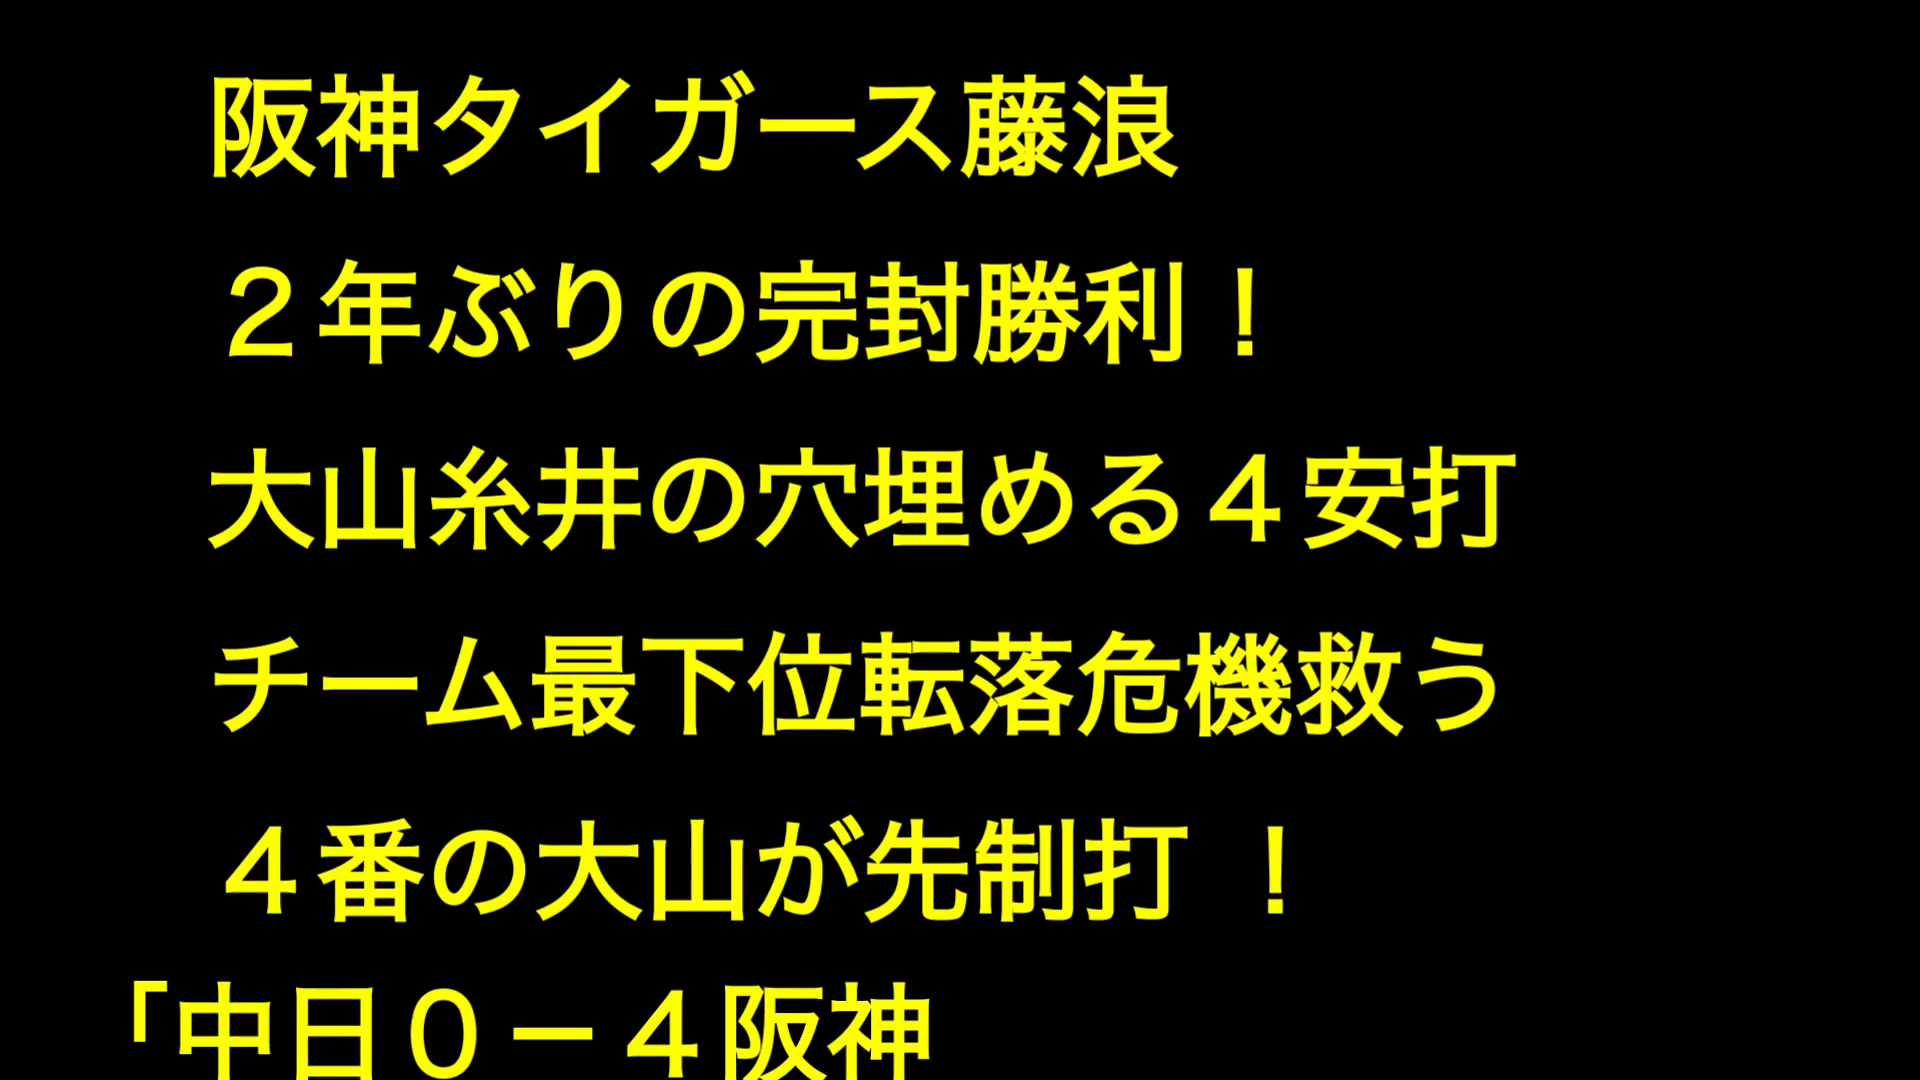 阪神タイガース藤浪
２年ぶりの完封勝利！
大山糸井の穴埋める４安打
チーム最下位転落危機救う
４番の大山が先制打 ！
「中日０－４阪神